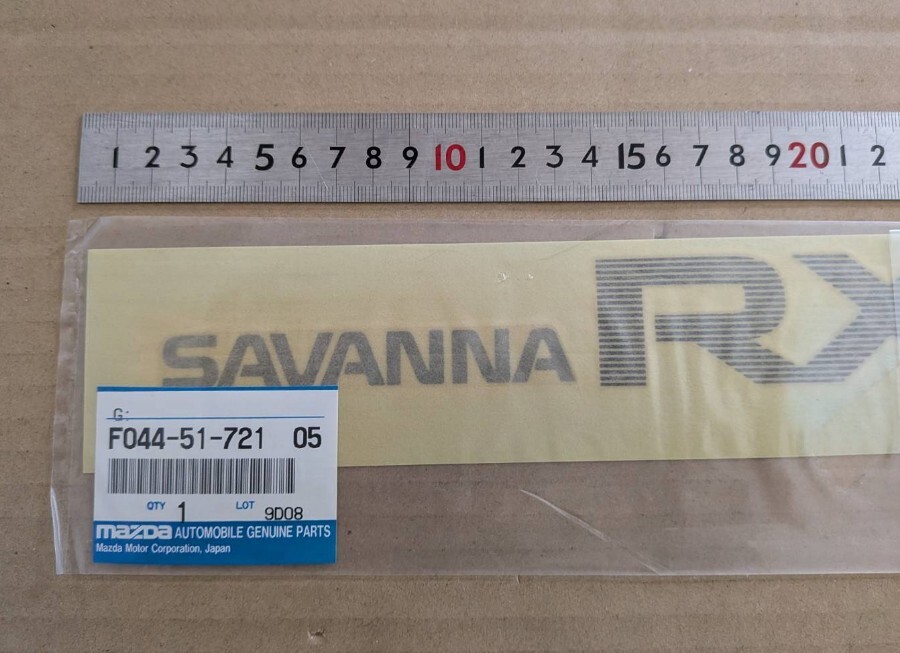 1 2 3 4 5 6 7 8 9 10 1 2 3 4 15 6 7 8 9 20 1 2
SAVANNA RX
G:
F044-51-721 05
QTY 1 LOT 9D08
mazda AUTOMOBILE GENUINE PARTS
Mazda Motor Corporation, Japan